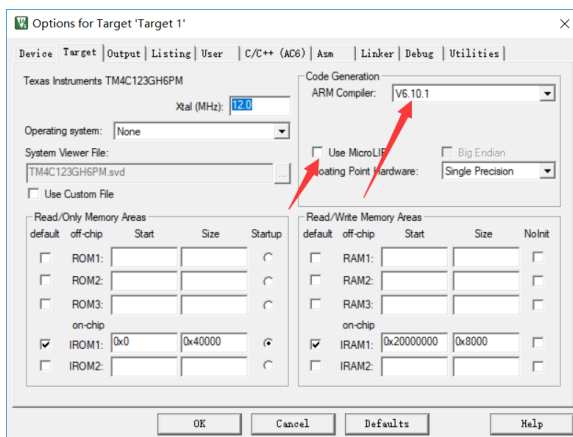 Options for Target 'Target 1'
Device Target Output Listing User C/C++ (AC6) Asm Linker Debug Utilities
Texas Instruments TM4C123GH6PM
Xtal (MHz): 12.0
Operating system: None
System Viewer File:
TM4C123GH6PM.svd
...
Use Custom File
Code Generation
ARM Compiler: V6.10.1
Use MicroLIB
Big Endian
Floating Point Hardware: Single Precision
Read/Only Memory Areas
default off-chip Start Size Startup
ROM1:
ROM2:
ROM3:
on-chip
IROM1: 0x0 0x40000
IROM2:
Read/Write Memory Areas
default off-chip Start Size NoInit
RAM1:
RAM2:
RAM3:
on-chip
IRAM1: 0x20000000 0x8000
IRAM2:
OK Cancel Defaults Help